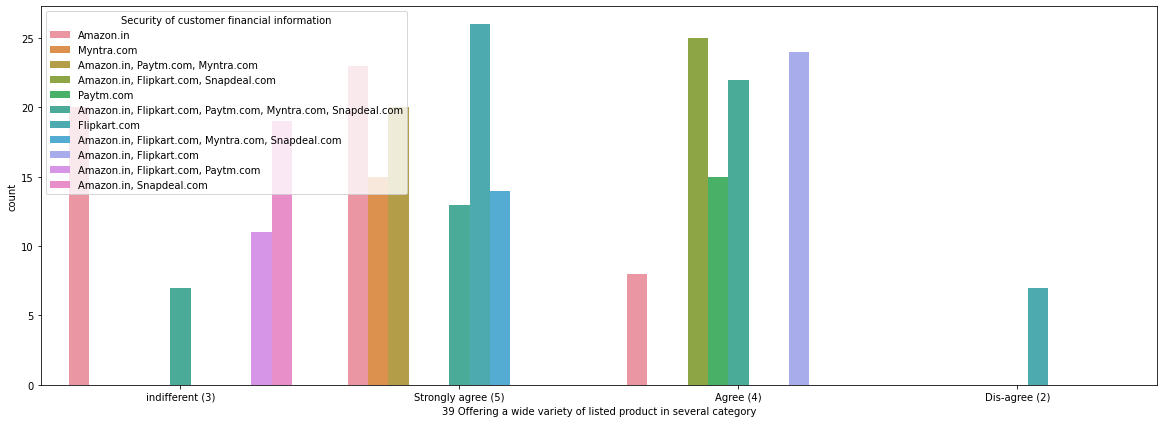 Security of customer financial information
Amazon.in
Myntra.com
Amazon.in, Paytm.com, Myntra.com
Amazon.in, Flipkart.com, Snapdeal.com
Paytm.com
Amazon.in, Flipkart.com, Paytm.com, Myntra.com, Snapdeal.com
Flipkart.com
Amazon.in, Flipkart.com, Myntra.com, Snapdeal.com
Amazon.in, Flipkart.com
Amazon.in, Flipkart.com, Paytm.com
Amazon.in, Snapdeal.com
25
20
15
10
5
0
count
indifferent (3)
Strongly agree (5)
Agree (4)
Dis-agree (2)
39 Offering a wide variety of listed product in several category